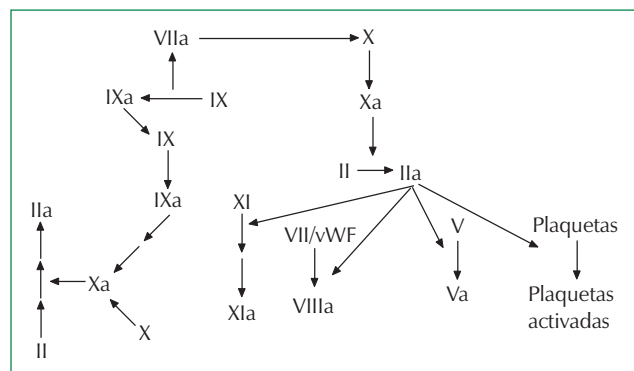 VIIa X
IXa IX
Xa
IX
II IIa
IIa IXa XI
VII/vWF V Plaquetas
Xa
XIa VIIIa Va Plaquetas
activadas
II X